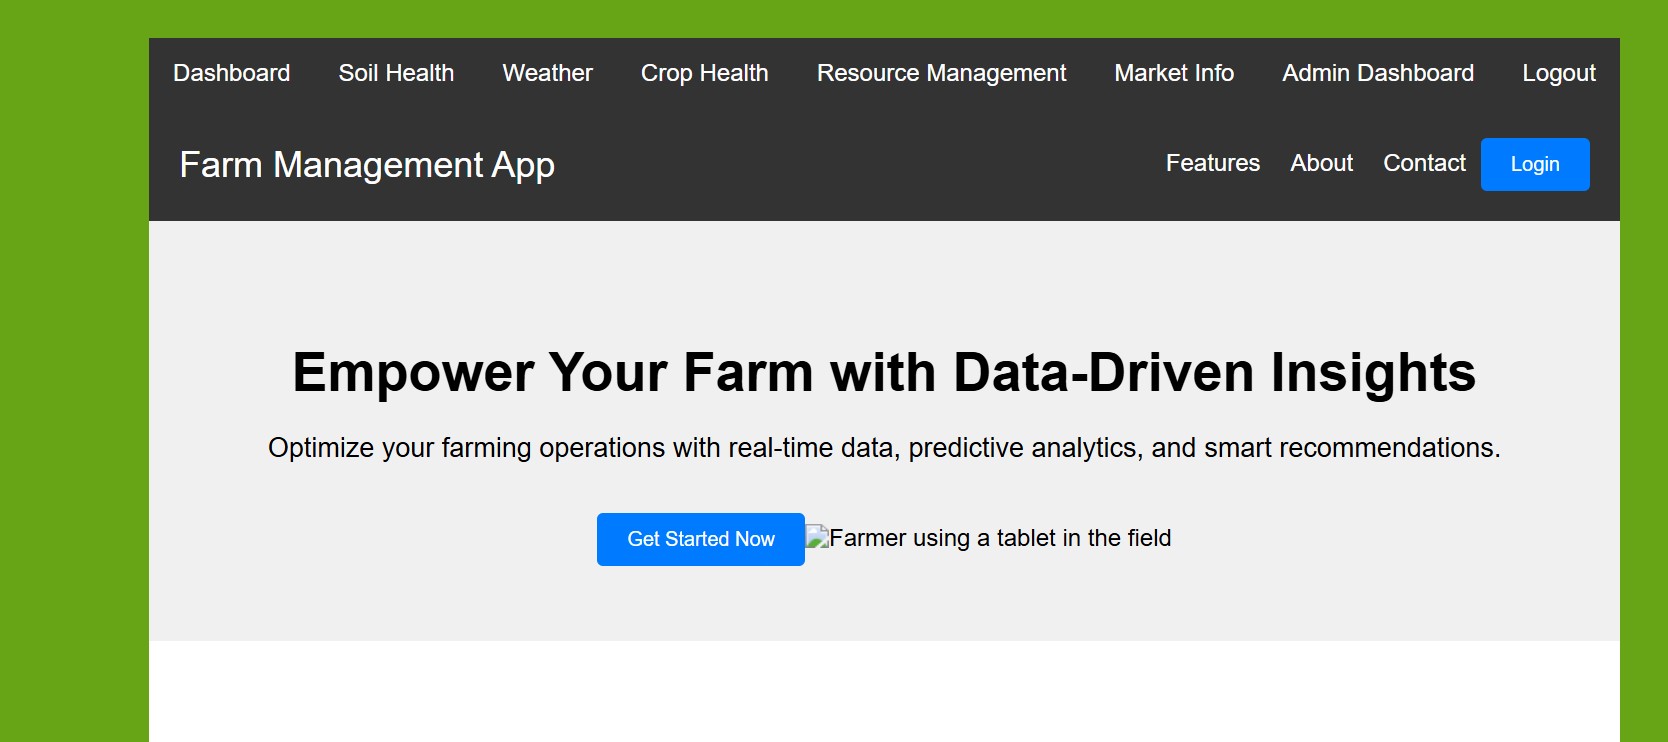 Dashboard Soil Health Weather Crop Health Resource Management Market Info Admin Dashboard Logout
Farm Management App Features About Contact Login
Empower Your Farm with Data-Driven Insights
Optimize your farming operations with real-time data, predictive analytics, and smart recommendations.
Get Started Now Farmer using a tablet in the field